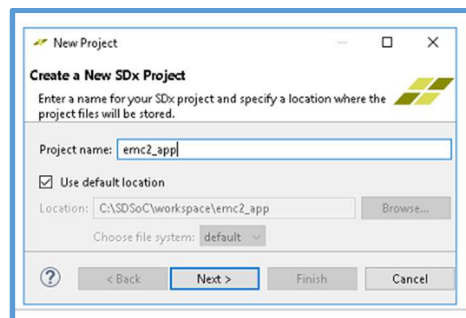 New Project
Create a New SDx Project
Enter a name for your SDx project and specify a location where the
project files will be stored.
Project name: emc2_app
Use default location
Location: C:\SDSoC\workspace\emc2_app Browse...
Choose file system: default
? < Back Next > Finish Cancel